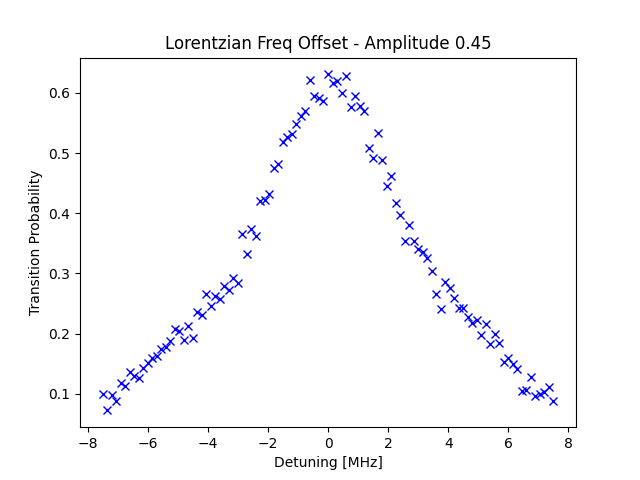 Lorentzian Freq Offset - Amplitude 0.45
Transition Probability
0.6
0.5
0.4
0.3
0.2
0.1
−8 −6 −4 −2 0 2 4 6 8
Detuning [MHz]